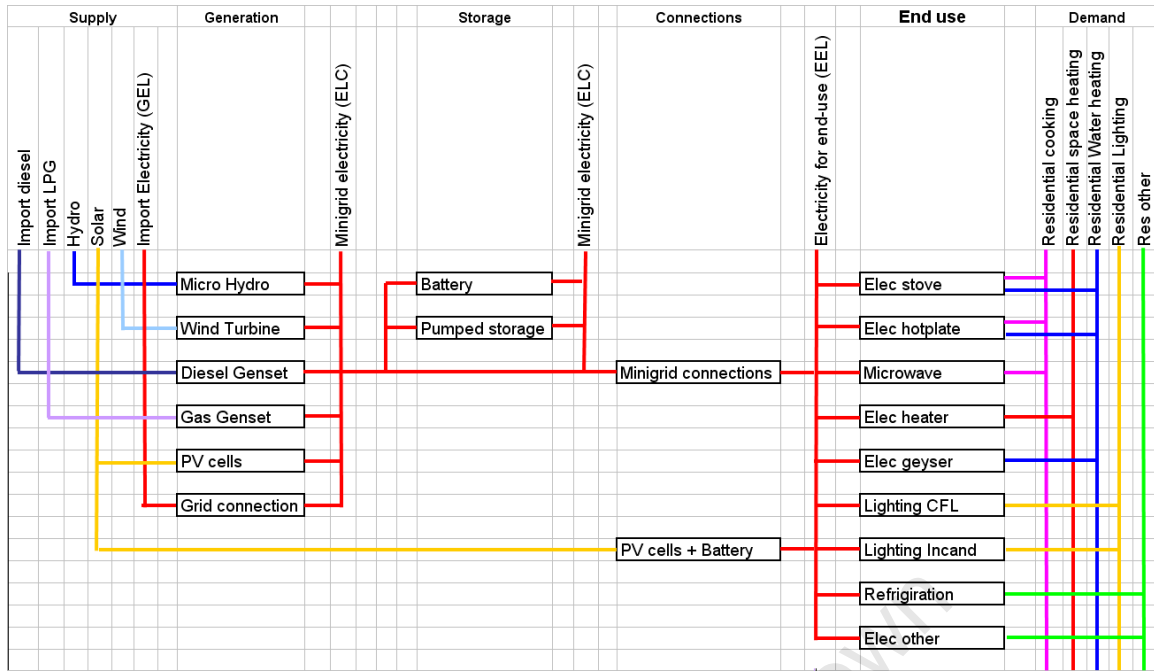 Supply
Generation
Storage
Connections
End use
Demand
Import diesel
Import LPG
Hydro
Solar
Wind
Import Electricity (GEL)
Minigrid electricity (ELC)
Minigrid electricity (ELC)
Electricity for end-use (EEL)
Residential cooking
Residential space heating
Residential Water heating
Residential Lighting
Res other
Micro Hydro
Battery
Elec stove
Wind Turbine
Pumped storage
Elec hotplate
Diesel Genset
Minigrid connections
Microwave
Gas Genset
Elec heater
PV cells
Elec geyser
Grid connection
Lighting CFL
PV cells + Battery
Lighting Incand
Refrigiration
Elec other